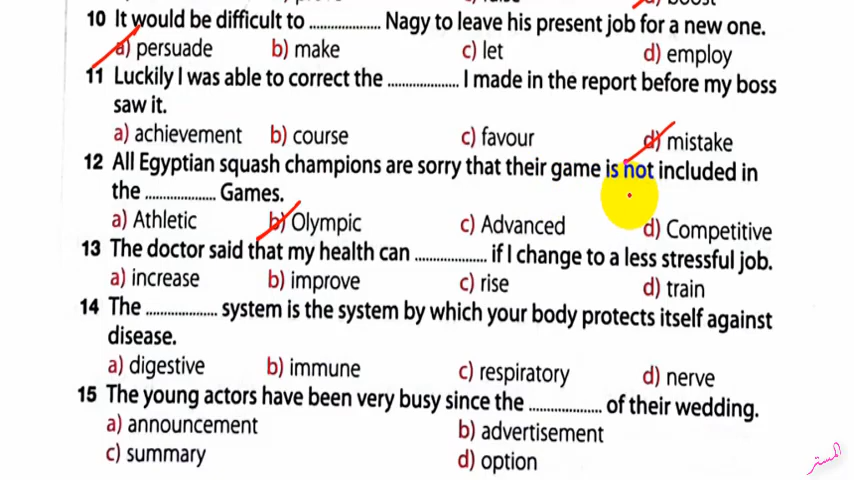 10 It would be difficult to .................. Nagy to leave his present job for a new one.
a) persuade b) make c) let d) employ
11 Luckily I was able to correct the .................. I made in the report before my boss
saw it.
a) achievement b) course c) favour d) mistake
12 All Egyptian squash champions are sorry that their game is not included in
the .................. Games.
a) Athletic b) Olympic c) Advanced d) Competitive
13 The doctor said that my health can .................. if I change to a less stressful job.
a) increase b) improve c) rise d) train
14 The .................. system is the system by which your body protects itself against
disease.
a) digestive b) immune c) respiratory d) nerve
15 The young actors have been very busy since the .................. of their wedding.
a) announcement b) advertisement
c) summary d) option